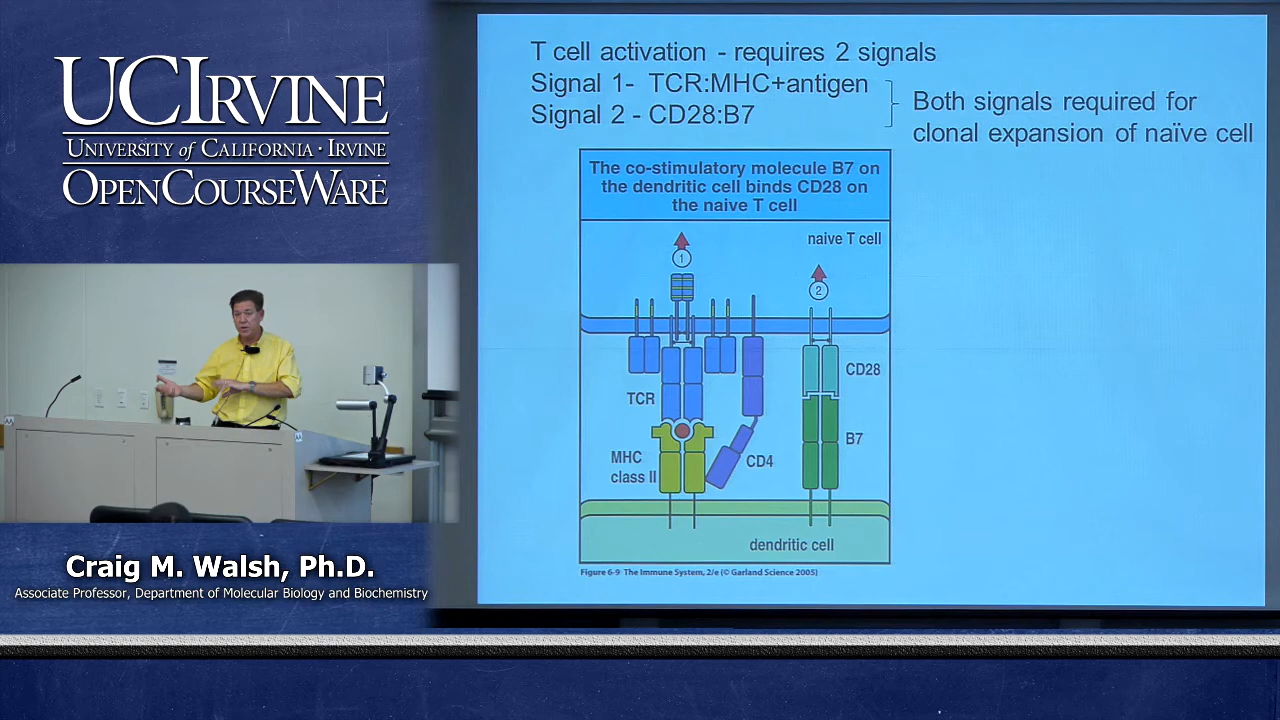 UCIRVINE
UNIVERSITY of CALIFORNIA · IRVINE
OPENCOURSEWARE
Craig M. Walsh, Ph.D.
Associate Professor, Department of Molecular Biology and Biochemistry
T cell activation - requires 2 signals
Signal 1- TCR:MHC+antigen
Signal 2 - CD28:B7
Both signals required for
clonal expansion of naïve cell
The co-stimulatory molecule B7 on
the dendritic cell binds CD28 on
the naive T cell
naive T cell
1
2
CD28
TCR
B7
MHC
class II
CD4
dendritic cell
Figure 6-9 The Immune System, 2/e (© Garland Science 2005)